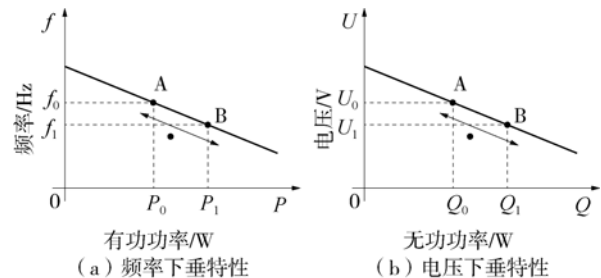 f
频率/Hz
f₀
f₁
A
B
0
P₀
P₁
P
有功功率/W
(a) 频率下垂特性
U
电压/V
U₀
U₁
A
B
0
Q₀
Q₁
Q
无功功率/W
(b) 电压下垂特性